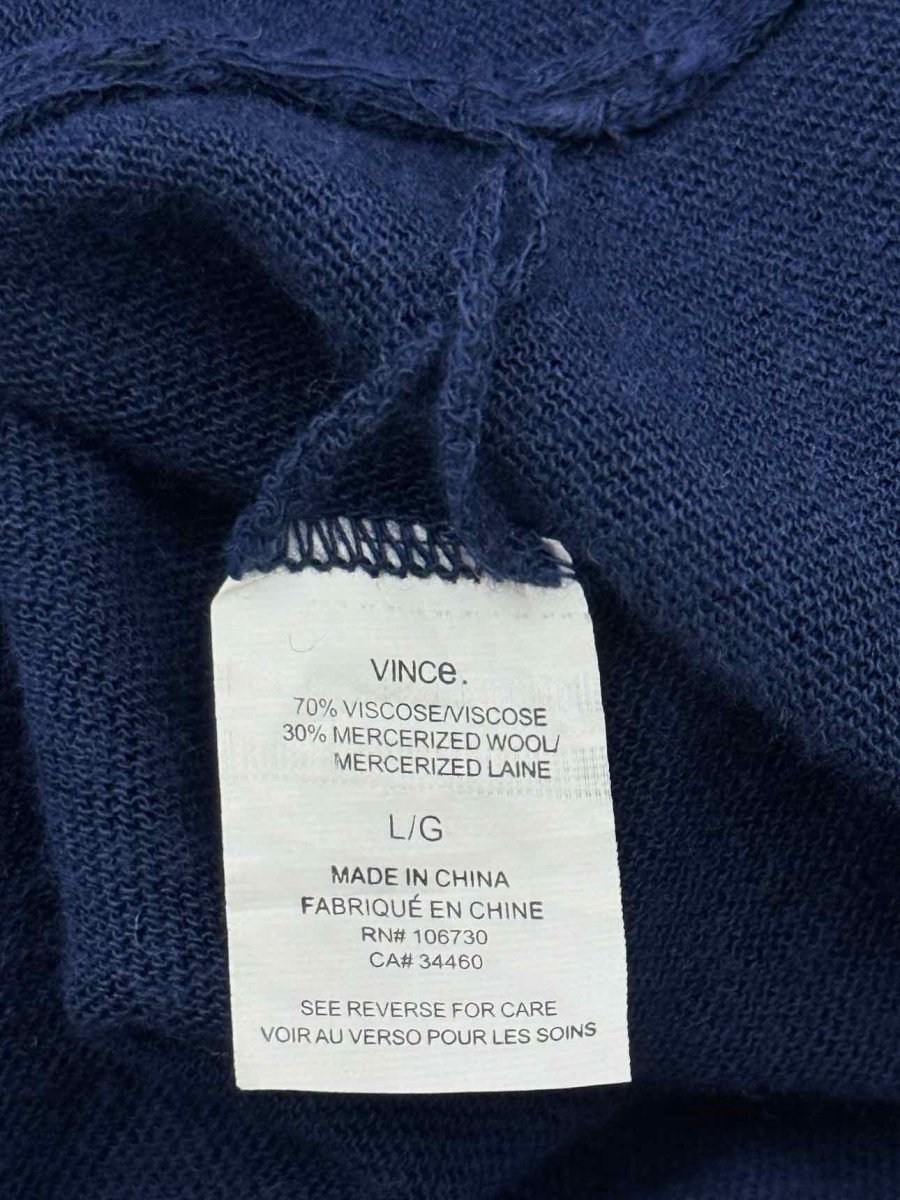 VINCe.
70% VISCOSE/VISCOSE
30% MERCERIZED WOOL/
MERCERIZED LAINE
L/G
MADE IN CHINA
FABRIQUÉ EN CHINE
RN# 106730
CA# 34460
SEE REVERSE FOR CARE
VOIR AU VERSO POUR LES SOINS